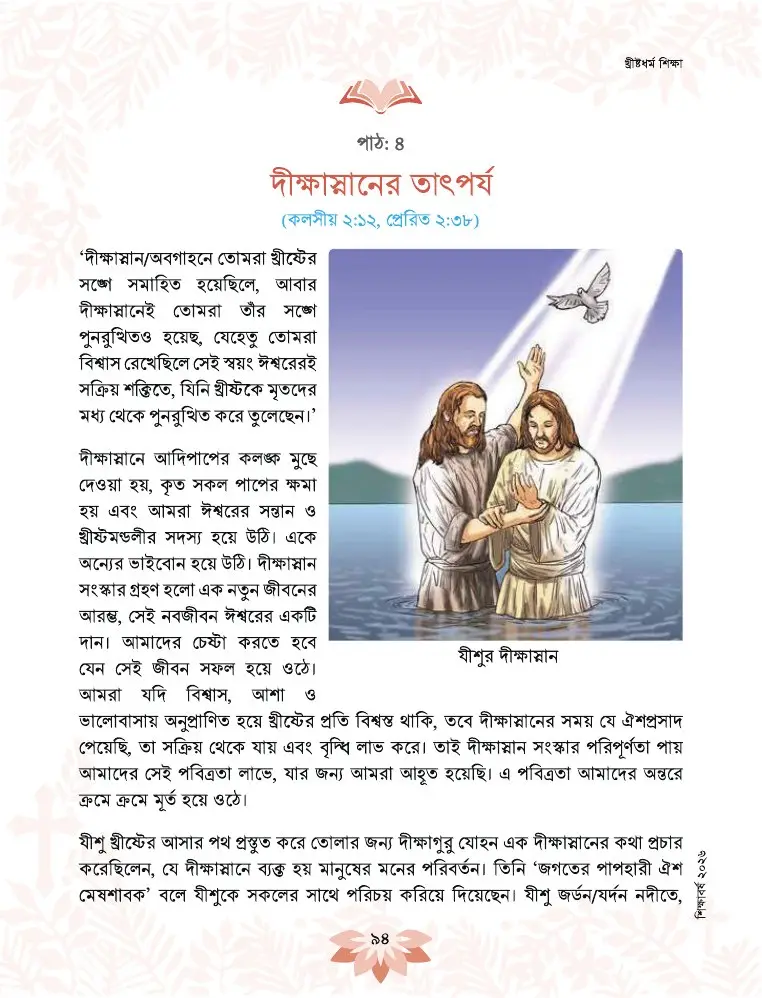 খ্রীষ্টধর্ম শিক্ষা
পাঠ: ৪
দীক্ষাস্নানের তাৎপর্য
(কলসীয় ২:১২, প্রেরিত ২:৩৮)
‘দীক্ষাস্নান/অবগাহনে তোমরা খ্রীষ্টের
সঙ্গে সমাহিত হয়েছিলে, আবার
দীক্ষাস্নানেই তোমরা তাঁর সঙ্গে
পুনরুত্থিতও হয়েছ, যেহেতু তোমরা
বিশ্বাস রেখেছিলে সেই স্বয়ং ঈশ্বরেরই
সক্রিয় শক্তিতে, যিনি খ্রীষ্টকে মৃতদের
মধ্য থেকে পুনরুত্থিত করে তুলেছেন।’
দীক্ষাস্নানে আদিপাপের কলঙ্ক মুছে
দেওয়া হয়, কৃত সকল পাপের ক্ষমা
হয় এবং আমরা ঈশ্বরের সন্তান ও
খ্রীষ্টমণ্ডলীর সদস্য হয়ে উঠি। একে
অন্যের ভাইবোন হয়ে উঠি। দীক্ষাস্নান
সংস্কার গ্রহণ হলো এক নতুন জীবনের
আরম্ভ, সেই নবজীবন ঈশ্বরের একটি
দান। আমাদের চেষ্টা করতে হবে
যেন সেই জীবন সফল হয়ে ওঠে।
আমরা যদি বিশ্বাস, আশা ও
যীশুর দীক্ষাস্নান
ভালোবাসায় অনুপ্রাণিত হয়ে খ্রীষ্টের প্রতি বিশ্বস্ত থাকি, তবে দীক্ষাস্নানের সময় যে ঐশপ্রসাদ
পেয়েছি, তা সক্রিয় থেকে যায় এবং বৃদ্ধি লাভ করে। তাই দীক্ষাস্নান সংস্কার পরিপূর্ণতা পায়
আমাদের সেই পবিত্রতা লাভে, যার জন্য আমরা আহূত হয়েছি। এ পবিত্রতা আমাদের অন্তরে
ক্রমে ক্রমে মূর্ত হয়ে ওঠে।
যীশু খ্রীষ্টের আসার পথ প্রস্তুত করে তোলার জন্য দীক্ষাগুরু যোহন এক দীক্ষাস্নানের কথা প্রচার
করেছিলেন, যে দীক্ষাস্নানে ব্যক্ত হয় মানুষের মনের পরিবর্তন। তিনি ‘জগতের পাপহারী ঐশ
মেষশাবক’ বলে যীশুকে সকলের সাথে পরিচয় করিয়ে দিয়েছেন। যীশু জর্ডন/যর্দন নদীতে,
শিক্ষাবর্ষ ২০২৬
৯৪